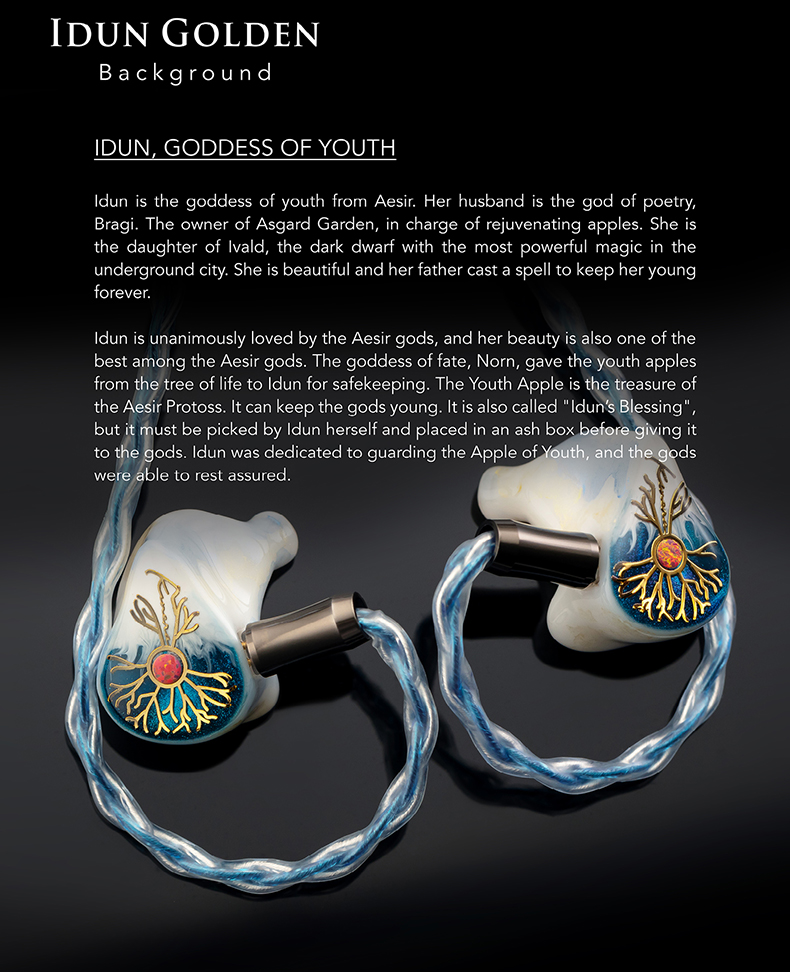 IDUN GOLDEN
Background
IDUN, GODDESS OF YOUTH
Idun is the goddess of youth from Aesir. Her husband is the god of poetry,
Bragi. The owner of Asgard Garden, in charge of rejuvenating apples. She is
the daughter of Ivald, the dark dwarf with the most powerful magic in the
underground city. She is beautiful and her father cast a spell to keep her young
forever.
Idun is unanimously loved by the Aesir gods, and her beauty is also one of the
best among the Aesir gods. The goddess of fate, Norn, gave the youth apples
from the tree of life to Idun for safekeeping. The Youth Apple is the treasure of
the Aesir Protoss. It can keep the gods young. It is also called "Idun's Blessing",
but it must be picked by Idun herself and placed in an ash box before giving it
to the gods. Idun was dedicated to guarding the Apple of Youth, and the gods
were able to rest assured.